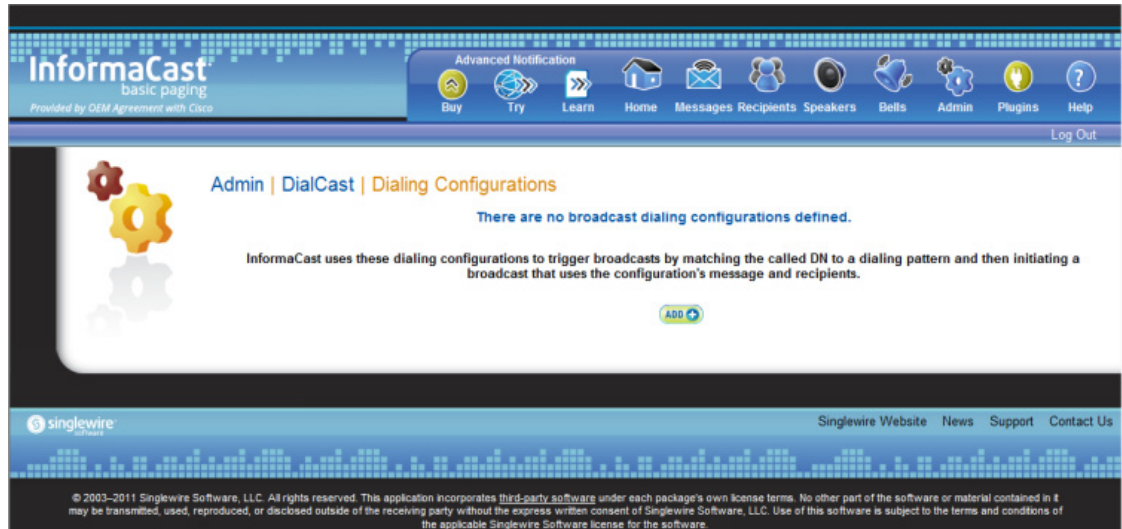 InformaCast
basic paging
Provided by OEM Agreement with Cisco
Advanced Notification
Buy Try Learn Home Messages Recipients Speakers Bells Admin Plugins Help
Log Out
Admin | DialCast | Dialing Configurations
There are no broadcast dialing configurations defined.
InformaCast uses these dialing configurations to trigger broadcasts by matching the called DN to a dialing pattern and then initiating a
broadcast that uses the configuration's message and recipients.
ADD
singlewire
software
Singlewire Website News Support Contact Us
© 2003–2011 Singlewire Software, LLC. All rights reserved. This application incorporates third-party software under each package's own license terms. No other part of the software or material contained in it
may be transmitted, used, reproduced, or disclosed outside of the receiving party without the express written consent of Singlewire Software, LLC. Use of this software is subject to the terms and conditions of
the applicable Singlewire Software license for the software.